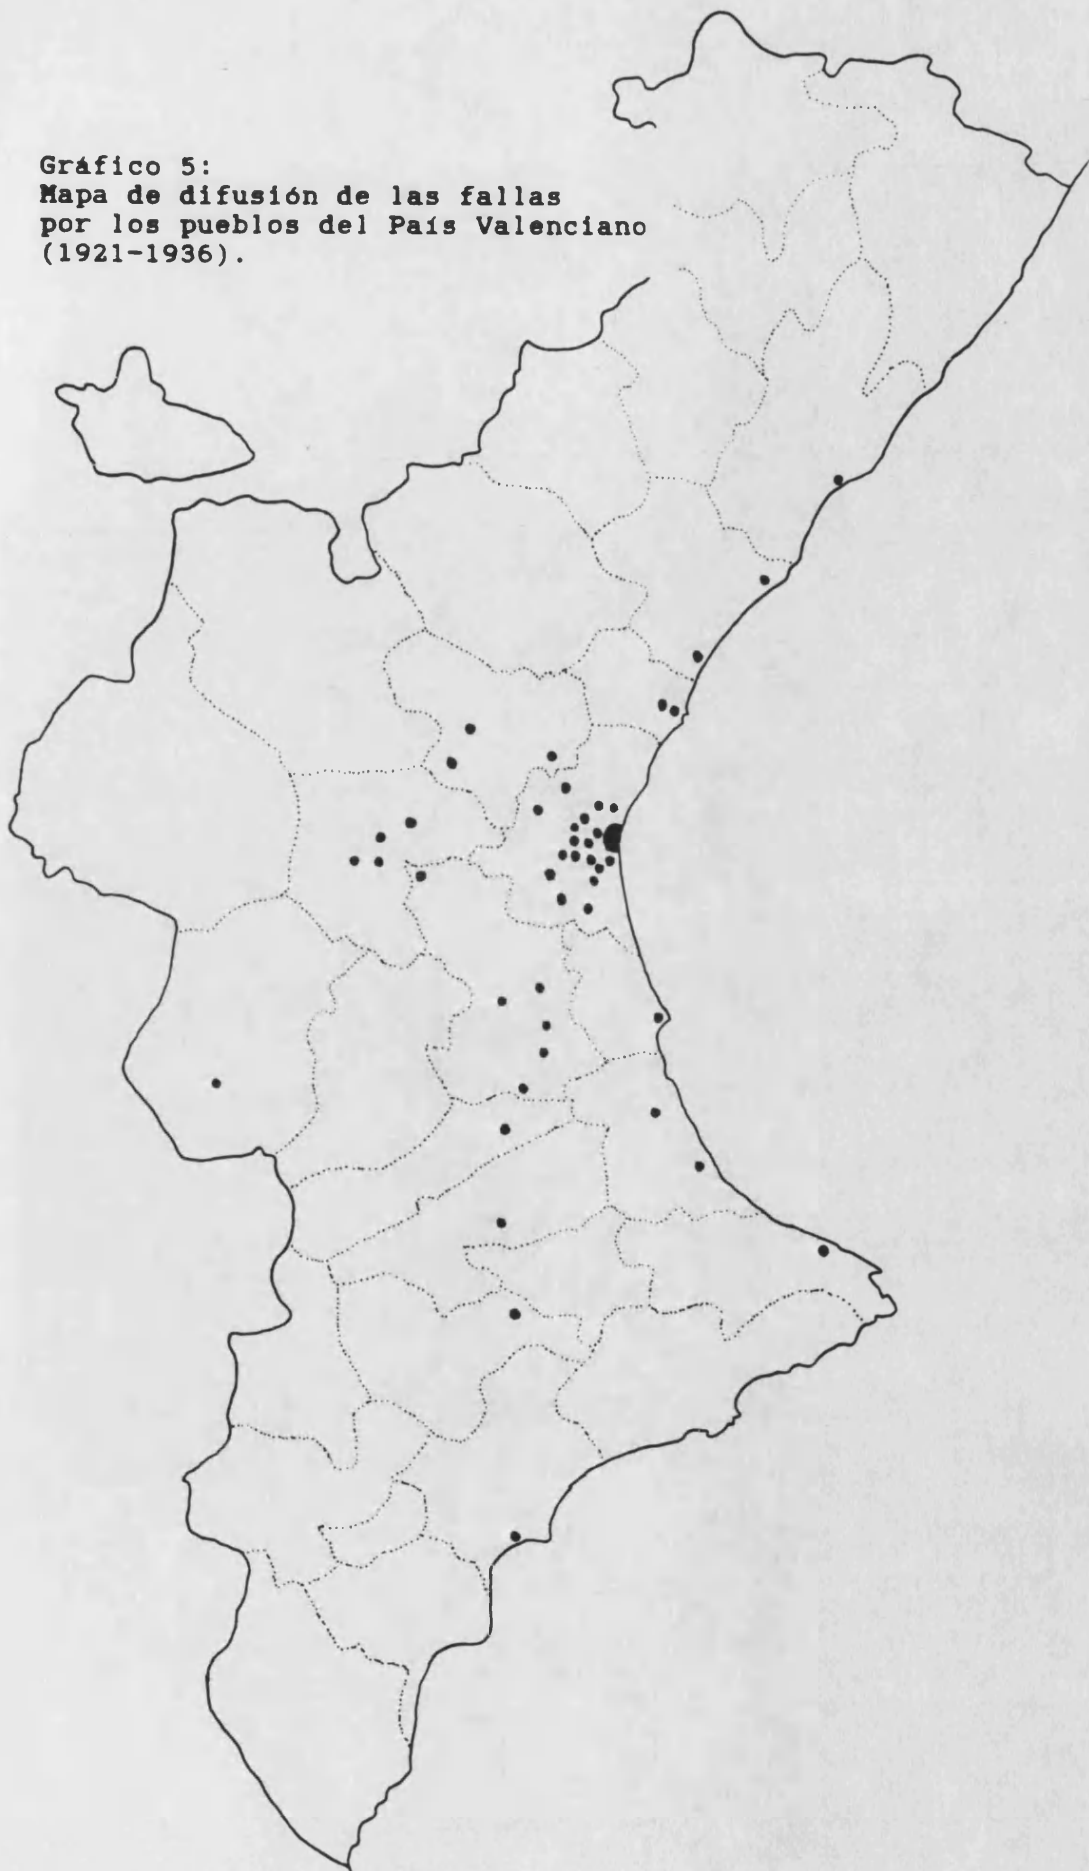 Gráfico 5:
Mapa de difusión de las fallas
por los pueblos del País Valenciano
(1921-1936).